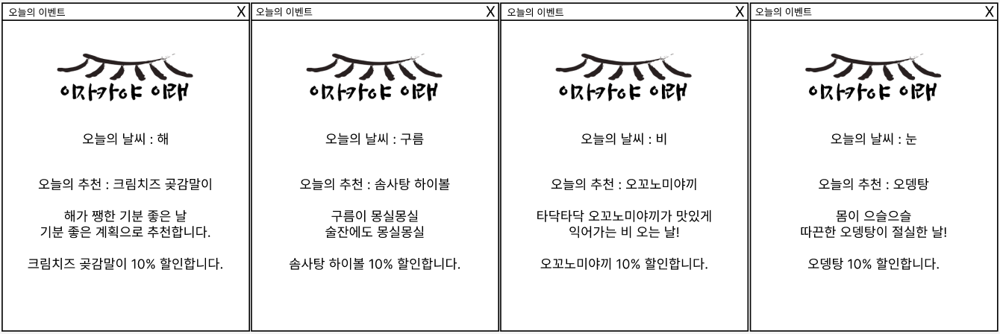 오늘의 이벤트 X
이자카야 이래
오늘의 날씨 : 해
오늘의 추천 : 크림치즈 곶감말이
해가 쨍한 기분 좋은 날
기분 좋은 계획으로 추천합니다.
크림치즈 곶감말이 10% 할인합니다.
오늘의 이벤트 X
이자카야 이래
오늘의 날씨 : 구름
오늘의 추천 : 솜사탕 하이볼
구름이 몽실몽실
술잔에도 몽실몽실
솜사탕 하이볼 10% 할인합니다.
오늘의 이벤트 X
이자카야 이래
오늘의 날씨 : 비
오늘의 추천 : 오꼬노미야끼
타닥타닥 오꼬노미야끼가 맛있게
익어가는 비 오는 날!
오꼬노미야끼 10% 할인합니다.
오늘의 이벤트 X
이자카야 이래
오늘의 날씨 : 눈
오늘의 추천 : 오뎅탕
몸이 으슬으슬
따끈한 오뎅탕이 절실한 날!
오뎅탕 10% 할인합니다.